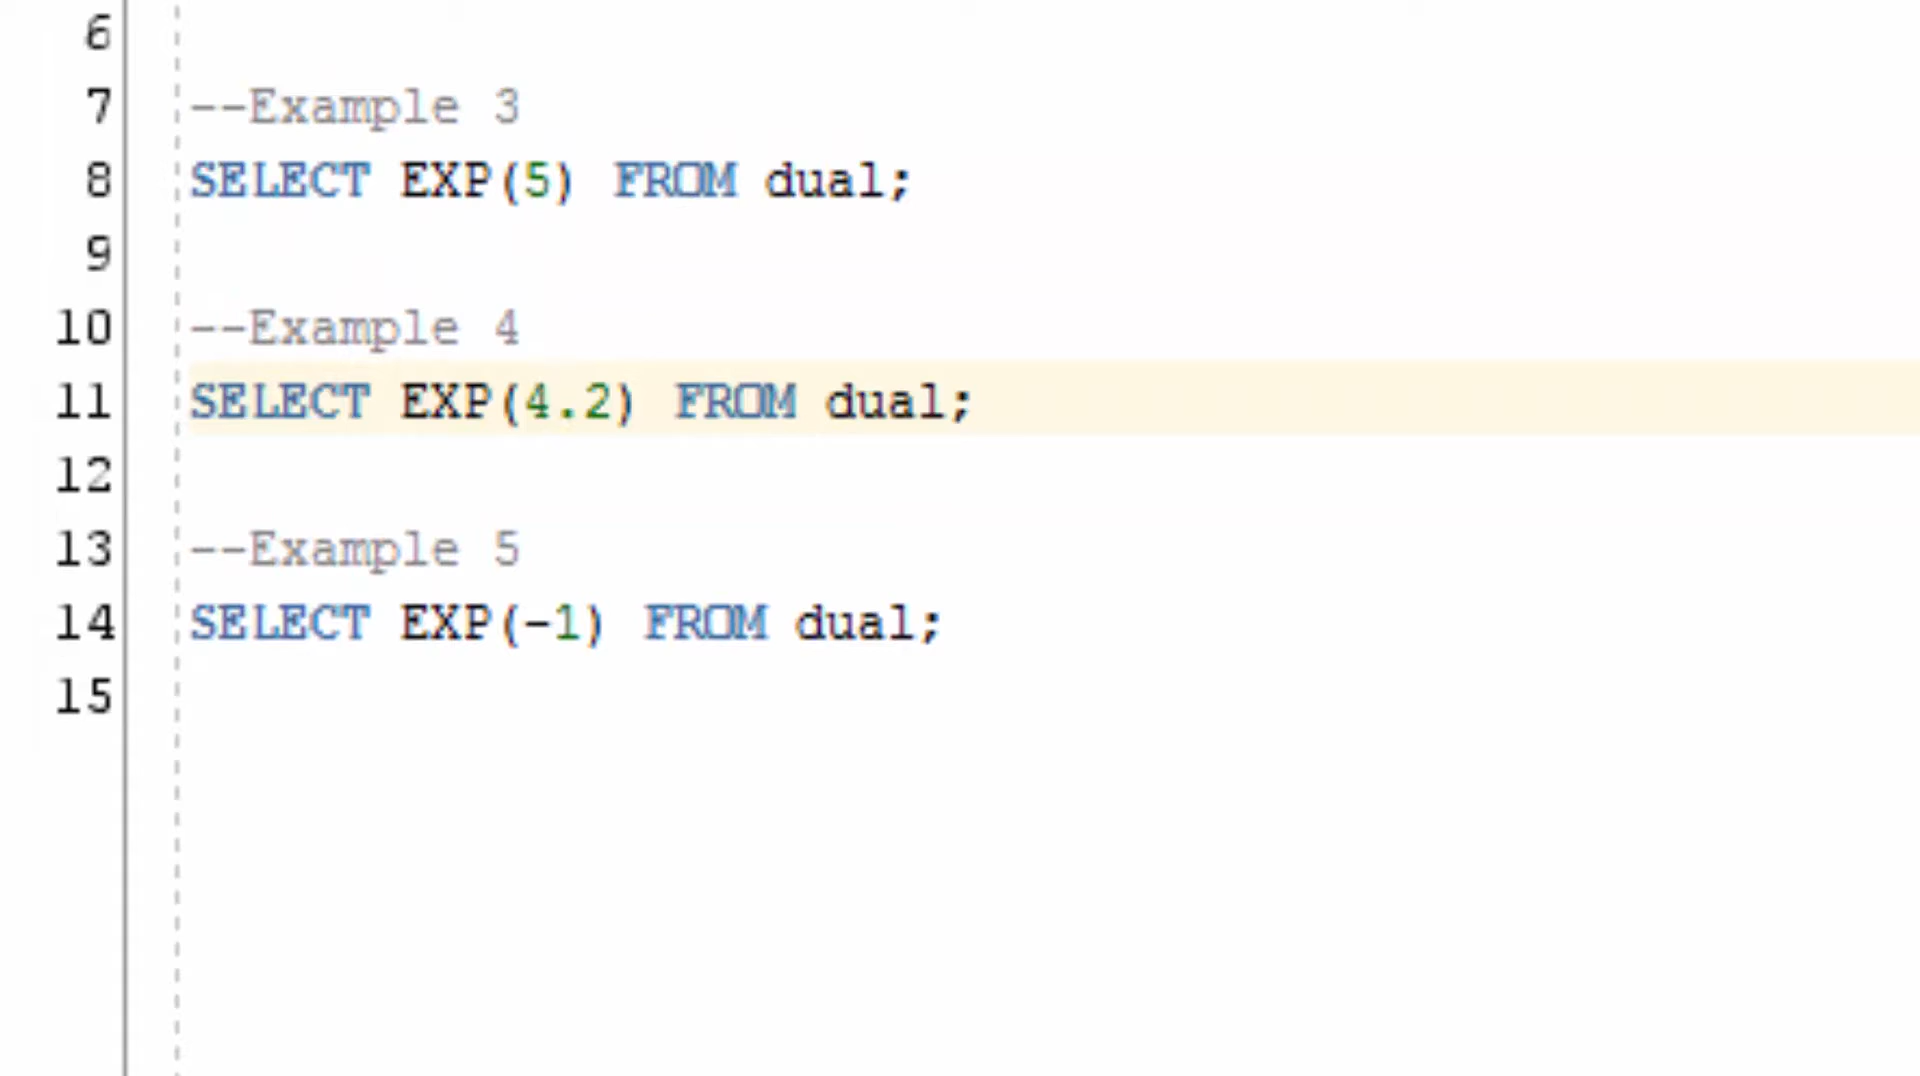 6
7 --Example 3
8 SELECT EXP(5) FROM dual;
9
10 --Example 4
11 SELECT EXP(4.2) FROM dual;
12
13 --Example 5
14 SELECT EXP(-1) FROM dual;
15